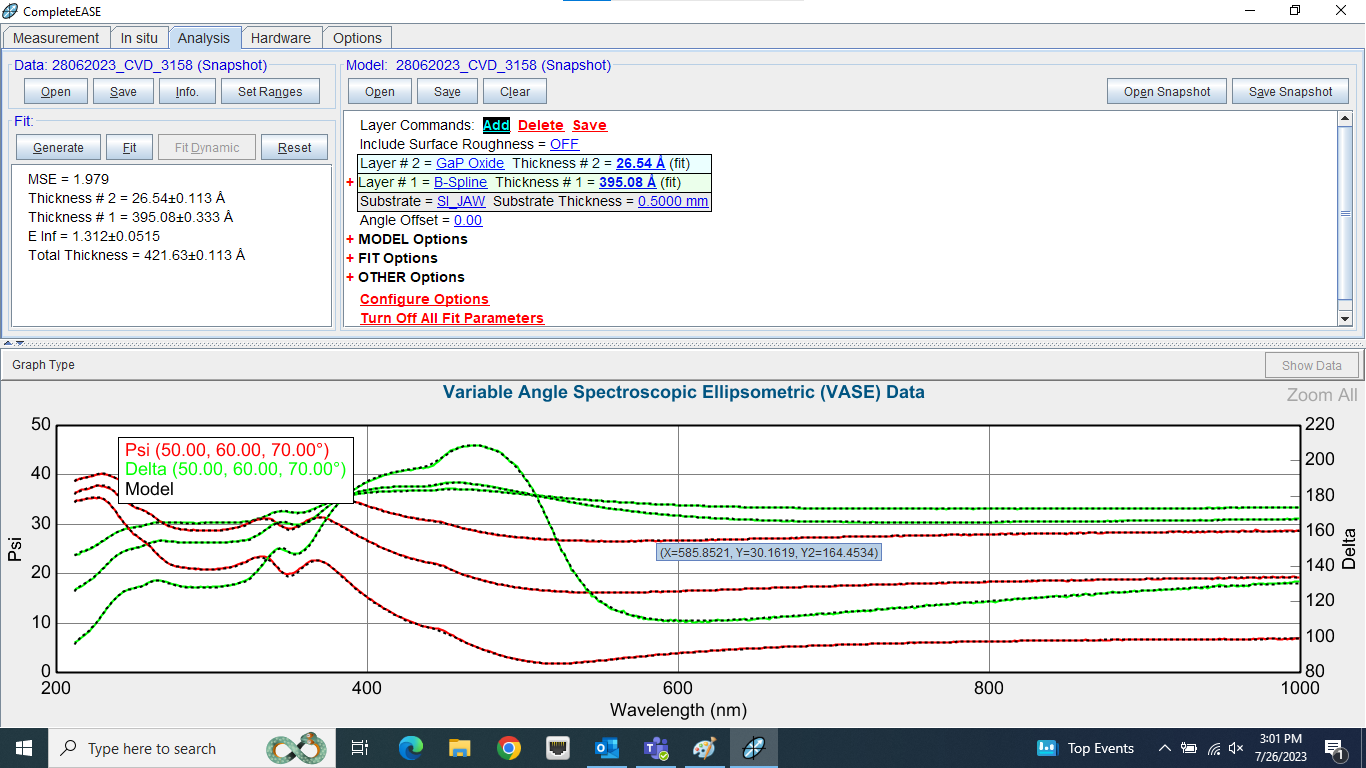 CompleteEASE
Measurement In situ Analysis Hardware Options
Data: 28062023_CVD_3158 (Snapshot)
Open Save Info. Set Ranges
Fit:
Generate Fit Fit Dynamic Reset
MSE = 1.979
Thickness # 2 = 26.54±0.113 Å
Thickness # 1 = 395.08±0.333 Å
E Inf = 1.312±0.0515
Total Thickness = 421.63±0.113 Å
Model: 28062023_CVD_3158 (Snapshot)
Open Save Clear Open Snapshot Save Snapshot
Layer Commands: Add Delete Save
Include Surface Roughness = OFF
Layer # 2 = GaP Oxide Thickness # 2 = 26.54 Å (fit)
+ Layer # 1 = B-Spline Thickness # 1 = 395.08 Å (fit)
Substrate = SI_JAW Substrate Thickness = 0.5000 mm
Angle Offset = 0.00
+ MODEL Options
+ FIT Options
+ OTHER Options
Configure Options
Turn Off All Fit Parameters
Graph Type Show Data
Variable Angle Spectroscopic Ellipsometric (VASE) Data
Zoom All
Psi (50.00, 60.00, 70.00°)
Delta (50.00, 60.00, 70.00°)
Model
(X=585.8521, Y=30.1619, Y2=164.4534)
50
40
30
20
10
0
Psi
220
200
180
160
140
120
100
80
Delta
200 400 600 800 1000
Wavelength (nm)
Type here to search
Top Events
3:01 PM
7/26/2023
1